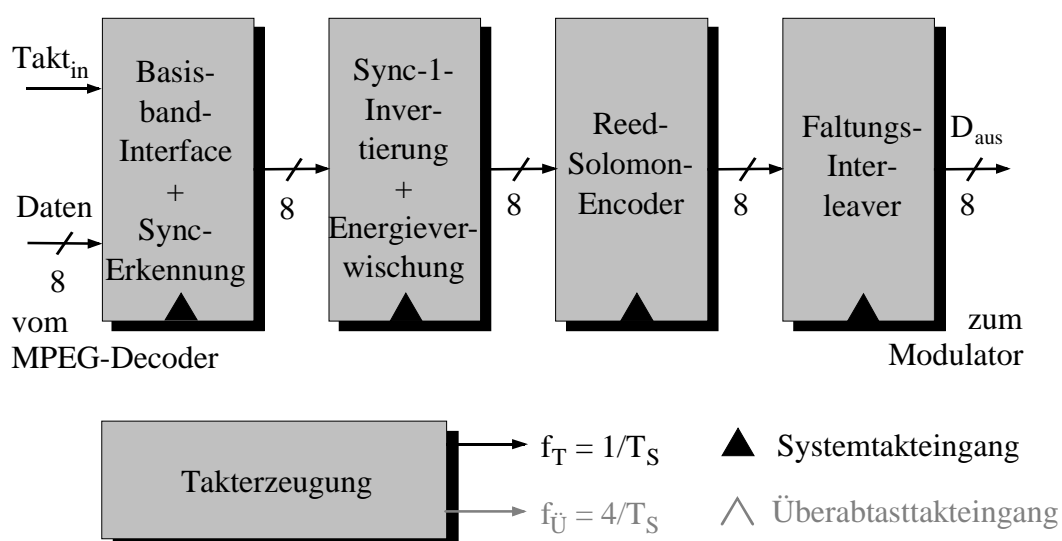 Takt_in
Daten
8
vom
MPEG-Decoder
Basis-
band-
Interface
+
Sync-
Erkennung
8
Sync-1-
Inver-
tierung
+
Energiever-
wischung
8
Reed-
Solomon-
Encoder
8
Faltungs-
Inter-
leaver
D_aus
8
zum
Modulator
Takterzeugung
f_T = 1/T_S
f_Ü = 4/T_S
Systemtakteingang
Überabtasttakteingang